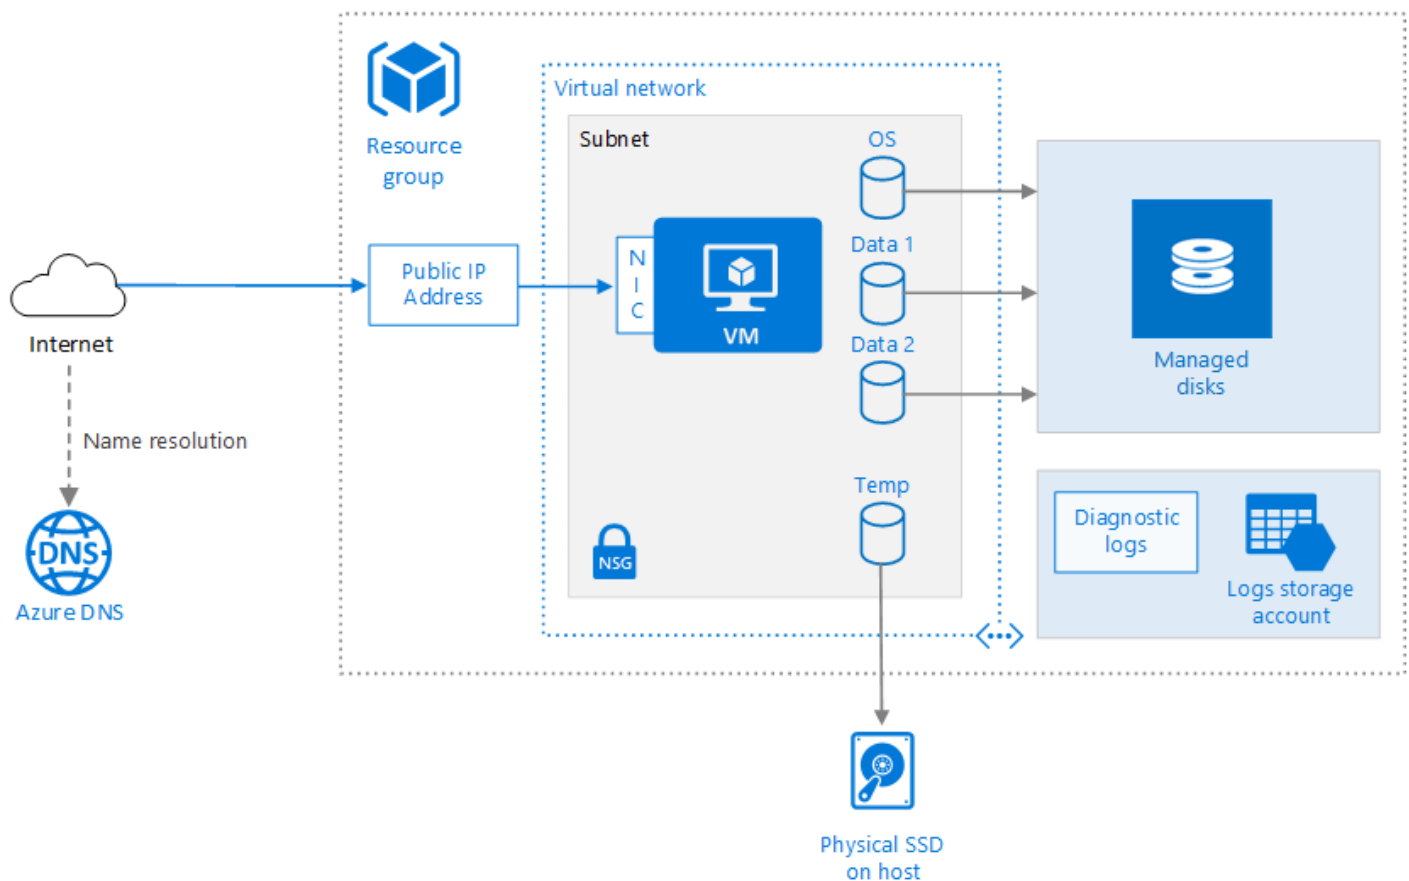 Resource
group
Virtual network
Subnet
OS
Data 1
Data 2
Temp
N
I
C
VM
NSG
Public IP
Address
Internet
Name resolution
DNS
Azure DNS
Managed
disks
Diagnostic
logs
Logs storage
account
Physical SSD
on host